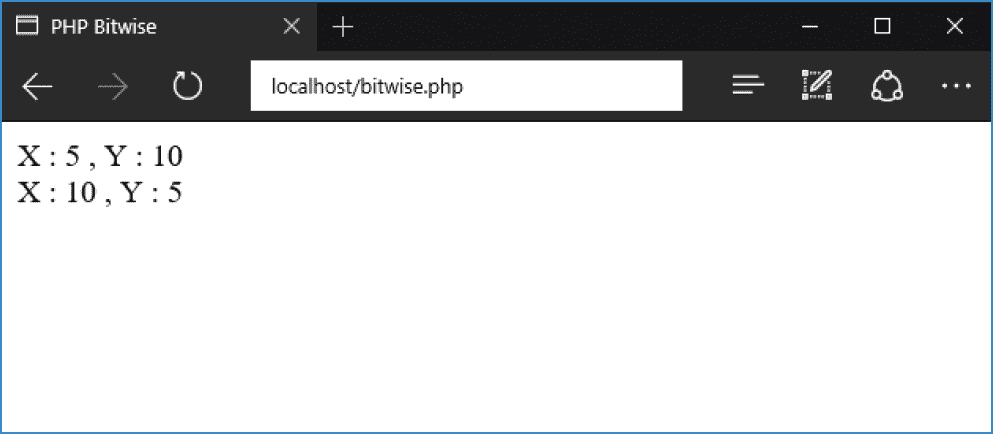 PHP Bitwise
localhost/bitwise.php
X : 5 , Y : 10
X : 10 , Y : 5